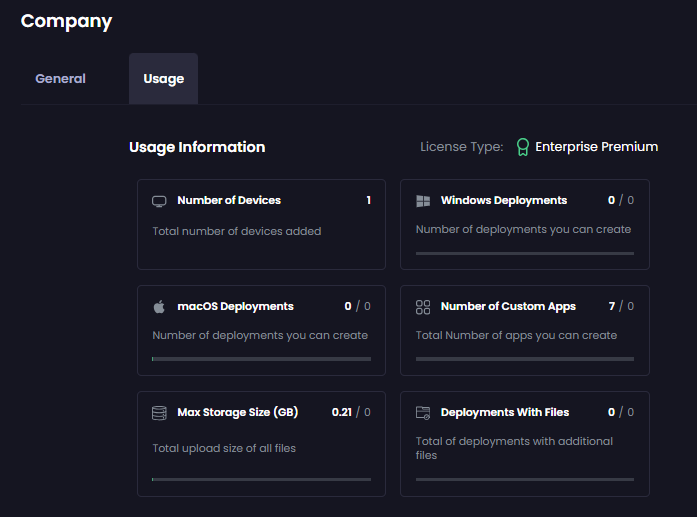 Company
General
Usage
Usage Information
License Type: Enterprise Premium
Number of Devices 1
Total number of devices added
Windows Deployments 0 / 0
Number of deployments you can create
macOS Deployments 0 / 0
Number of deployments you can create
Number of Custom Apps 7 / 0
Total Number of apps you can create
Max Storage Size (GB) 0.21 / 0
Total upload size of all files
Deployments With Files 0 / 0
Total of deployments with additional
files